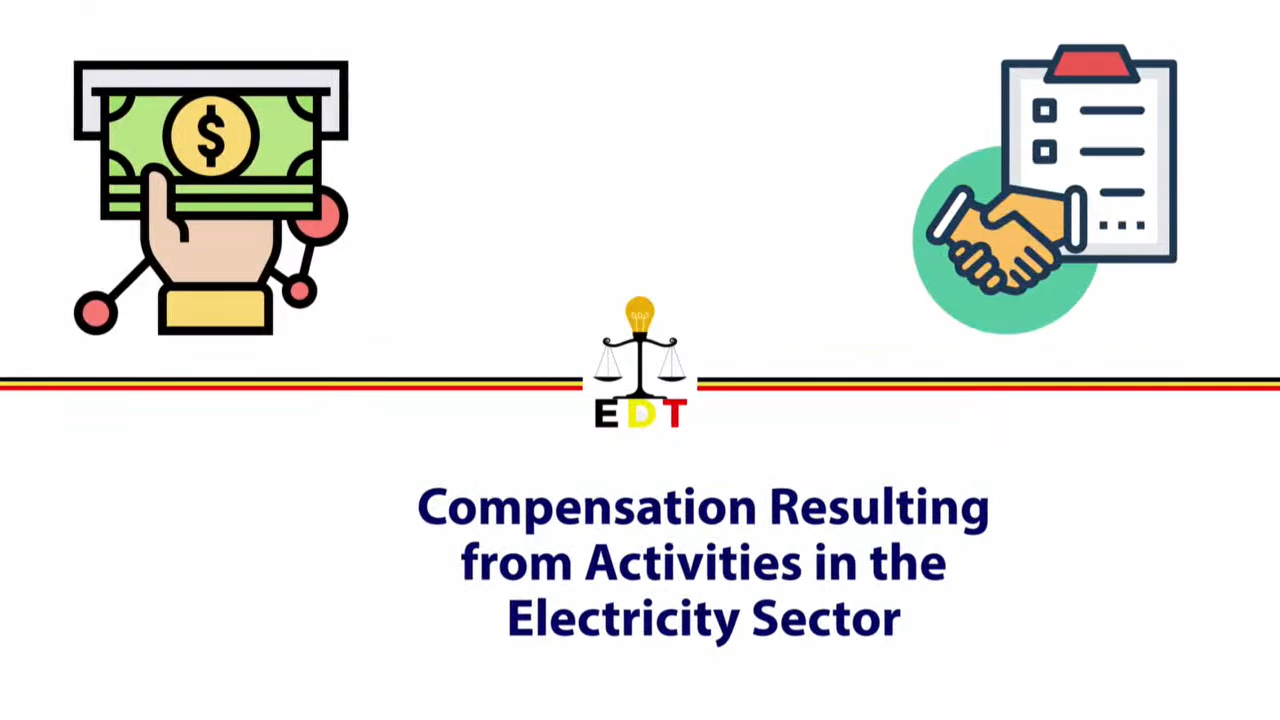 $
EDT
Compensation Resulting
from Activities in the
Electricity Sector